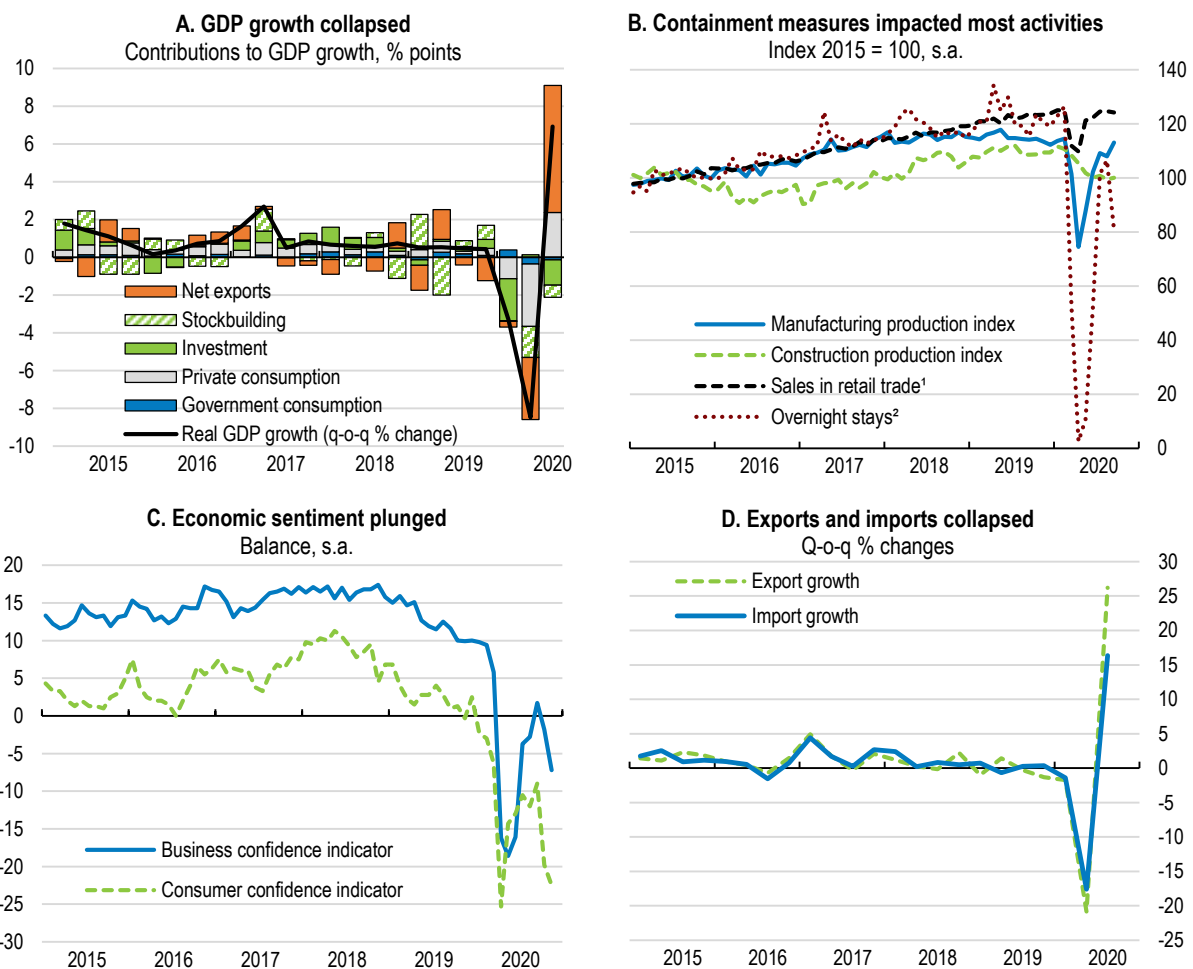 A. GDP growth collapsed
Contributions to GDP growth, % points
10
8
6
4
2
0
-2
-4
-6
-8
-10
Net exports
Stockbuilding
Investment
Private consumption
Government consumption
Real GDP growth (q-o-q % change)
2015 2016 2017 2018 2019 2020
B. Containment measures impacted most activities
Index 2015 = 100, s.a.
140
120
100
80
60
40
20
0
Manufacturing production index
Construction production index
Sales in retail trade¹
Overnight stays²
2015 2016 2017 2018 2019 2020
C. Economic sentiment plunged
Balance, s.a.
20
15
10
5
0
-5
-10
-15
-20
-25
-30
Business confidence indicator
Consumer confidence indicator
2015 2016 2017 2018 2019 2020
D. Exports and imports collapsed
Q-o-q % changes
30
25
20
15
10
5
0
-5
-10
-15
-20
-25
Export growth
Import growth
2015 2016 2017 2018 2019 2020